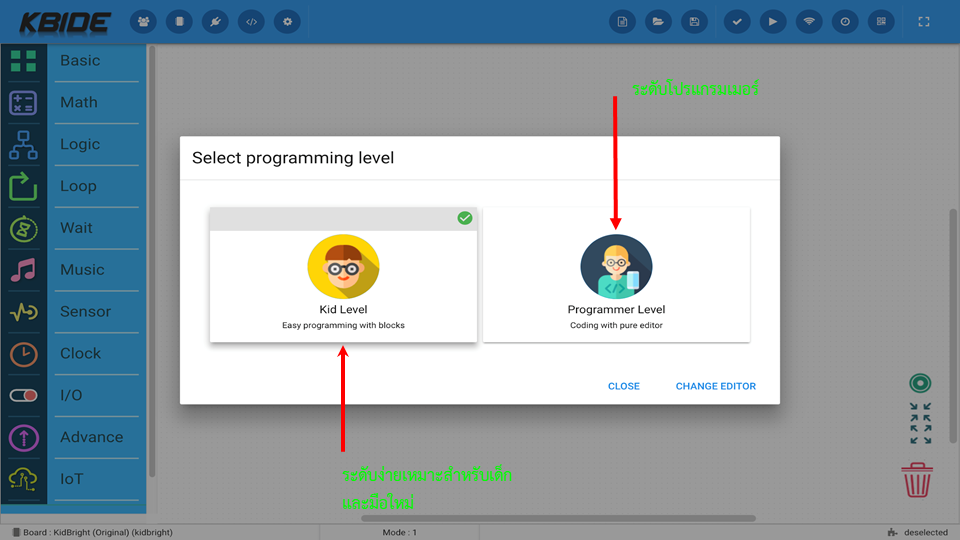 KBIDE
Basic
Math
Logic
Loop
Wait
Music
Sensor
Clock
I/O
Advance
IoT
ระดับโปรแกรมเมอร์
Select programming level
Kid Level
Easy programming with blocks
Programmer Level
Coding with pure editor
CLOSE
CHANGE EDITOR
ระดับง่ายเหมาะสำหรับเด็ก
และมือใหม่
Board : KidBright (Original) (kidbright)
Mode : 1
deselected